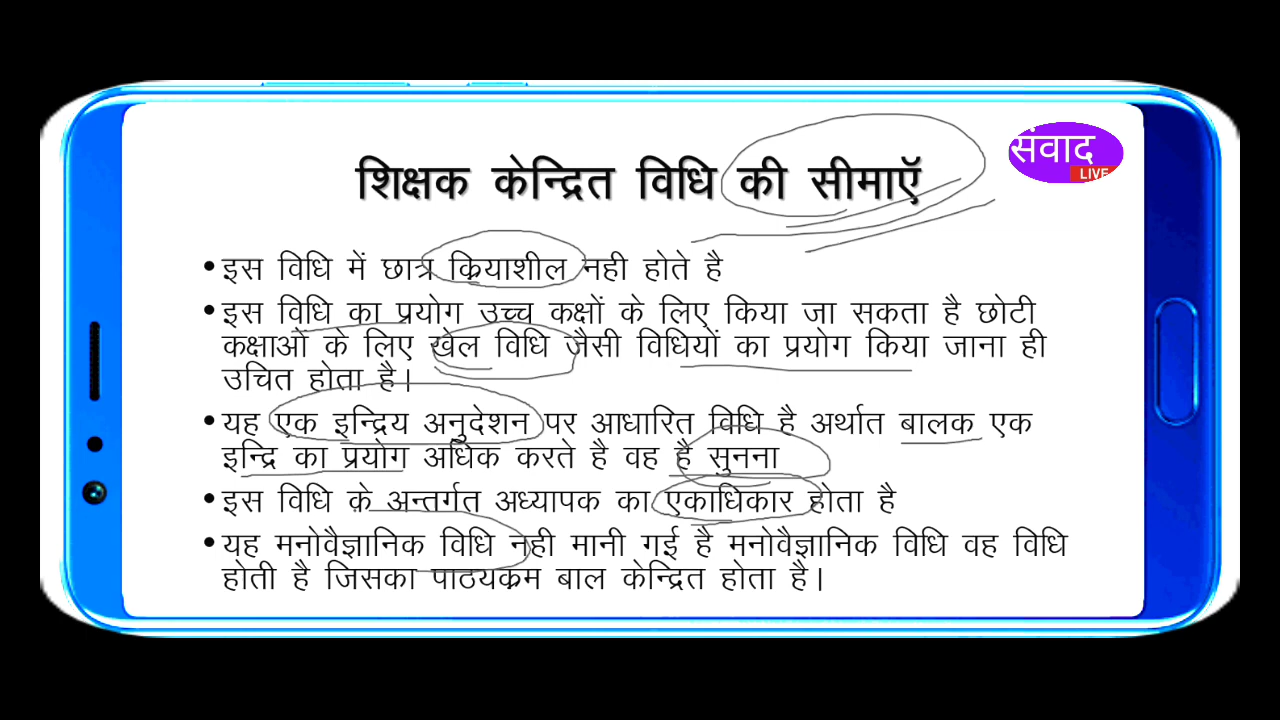 संवाद
LIVE
शिक्षक केन्द्रित विधि की सीमाऍ
• इस विधि में छात्र कियाशील नही होते है
• इस विधि का प्रयोग उच्च कक्षों के लिए किया जा सकता है छोटी
कक्षाओं के लिए खेल विधि जैसी विधियों का प्रयोग किया जाना ही
उचित होता है।
• यह एक इन्द्रिय अनुदेशन पर आधारित विधि है अर्थात बालक एक
इन्द्रि का प्रयोग अधिक करते है वह है सुनना
• इस विधि के अन्तर्गत अध्यापक का एकाधिकार होता है
• यह मनोवैज्ञानिक विधि नही मानी गई है मनोवैज्ञानिक विधि वह विधि
होती है जिसका पाठयकम बाल केन्द्रित होता है।